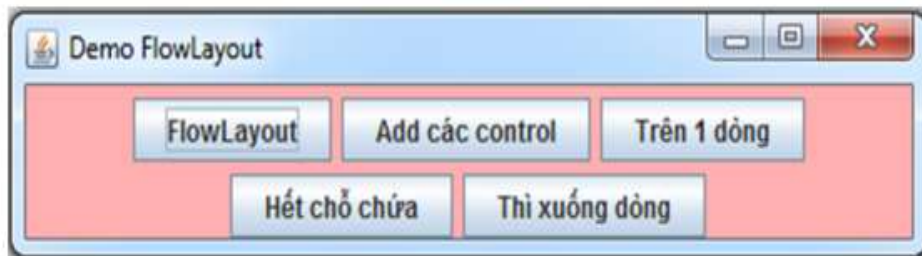 Demo FlowLayout
FlowLayout Add các control Trên 1 dòng
Hết chỗ chứa Thì xuống dòng